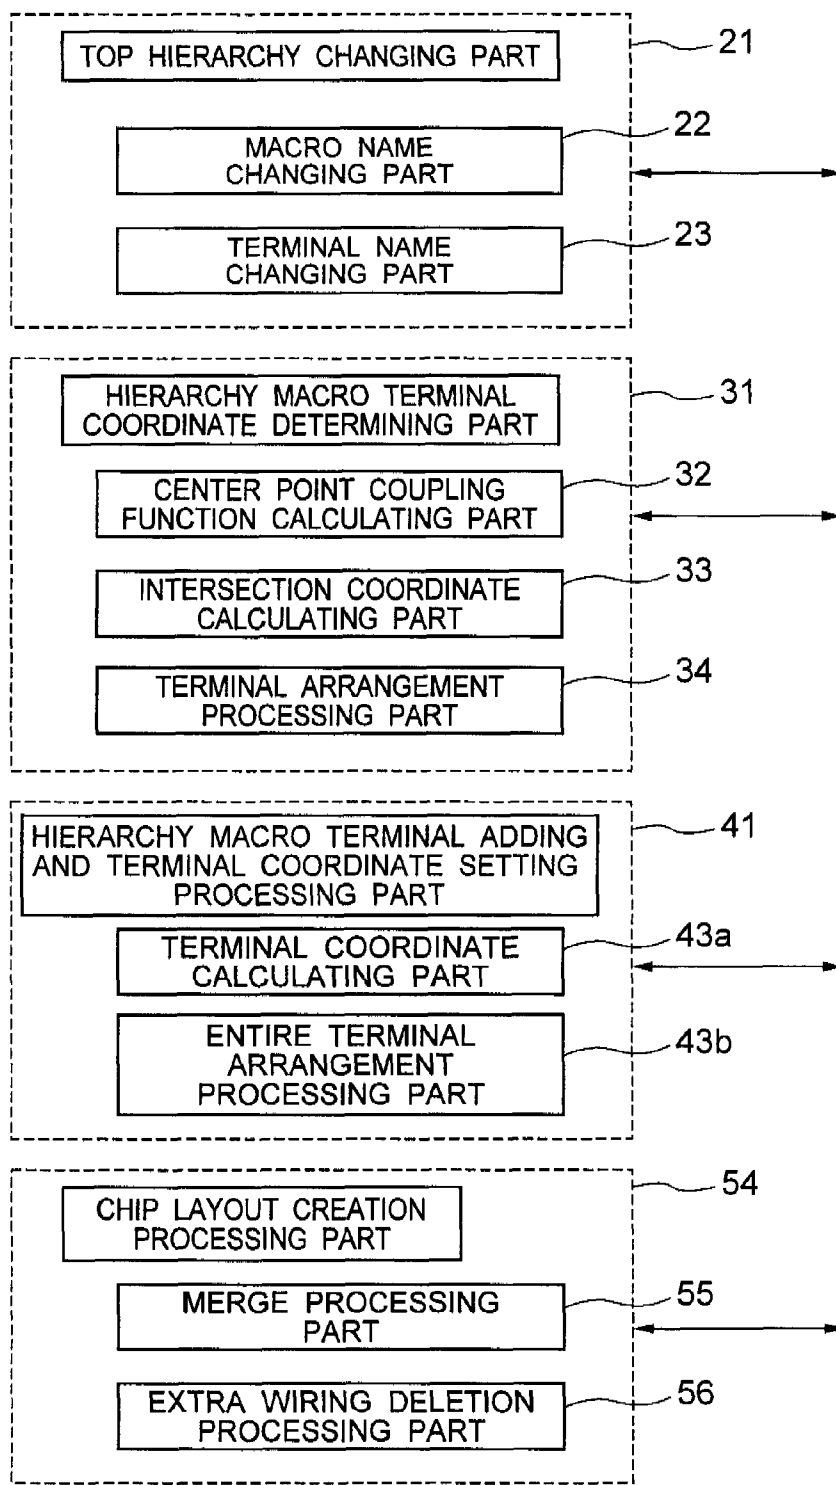 TOP HIERARCHY CHANGING PART
21
MACRO NAME
CHANGING PART
22
TERMINAL NAME
CHANGING PART
23
HIERARCHY MACRO TERMINAL
COORDINATE DETERMINING PART
31
CENTER POINT COUPLING
FUNCTION CALCULATING PART
32
INTERSECTION COORDINATE
CALCULATING PART
33
TERMINAL ARRANGEMENT
PROCESSING PART
34
HIERARCHY MACRO TERMINAL ADDING
AND TERMINAL COORDINATE SETTING
PROCESSING PART
41
TERMINAL COORDINATE
CALCULATING PART
43a
ENTIRE TERMINAL
ARRANGEMENT
PROCESSING PART
43b
CHIP LAYOUT CREATION
PROCESSING PART
54
MERGE PROCESSING
PART
55
EXTRA WIRING DELETION
PROCESSING PART
56